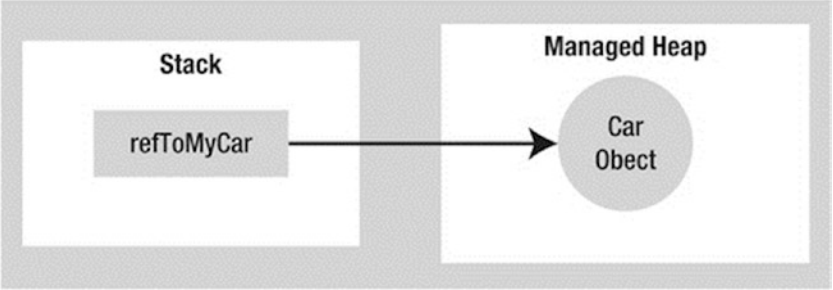 Stack
refToMyCar
Managed Heap
Car
Obect